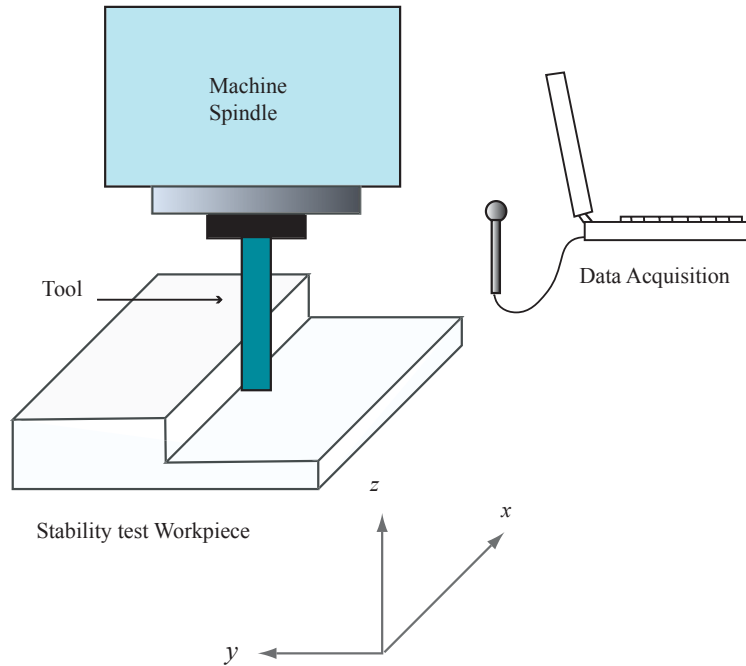 Machine
Spindle
Tool
Data Acquisition
Stability test Workpiece
z
x
y